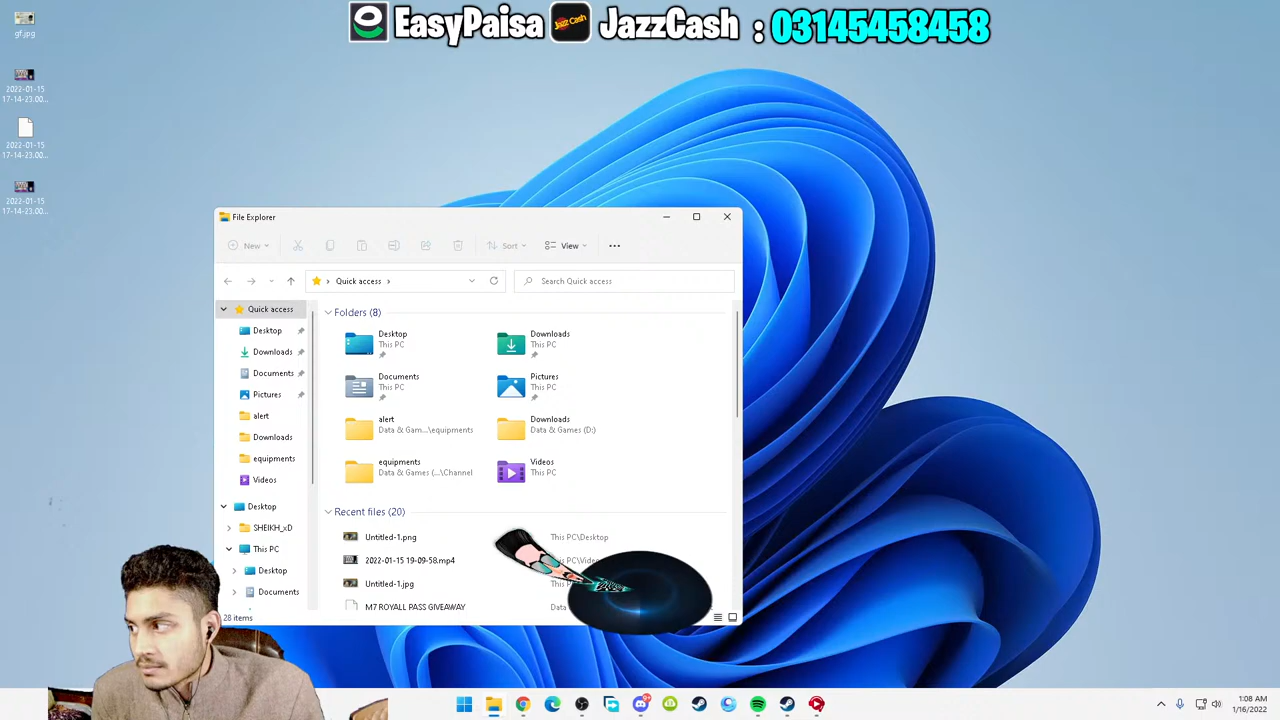 EasyPaisa Jazz Cash JazzCash : 03145458458
gf.jpg
2022-01-15
17-14-23.00...
2022-01-15
17-14-23.00...
2022-01-15
17-14-23.00...
File Explorer
New
Sort
View
Quick access
Search Quick access
Quick access
Desktop
Downloads
Documents
Pictures
alert
Downloads
equipments
Videos
Desktop
SHEIKH_xD
This PC
Desktop
Documents
Folders (8)
Desktop
This PC
Downloads
This PC
Documents
This PC
Pictures
This PC
alert
Data & Gam...\equipments
Downloads
Data & Games (D:)
equipments
Data & Games (...\Channel
Videos
This PC
Recent files (20)
Untitled-1.png This PC\Desktop
2022-01-15 19-09-58.mp4 This PC\Video
Untitled-1.jpg
M7 ROYALL PASS GIVEAWAY
28 items
1:08 AM
1/16/2022